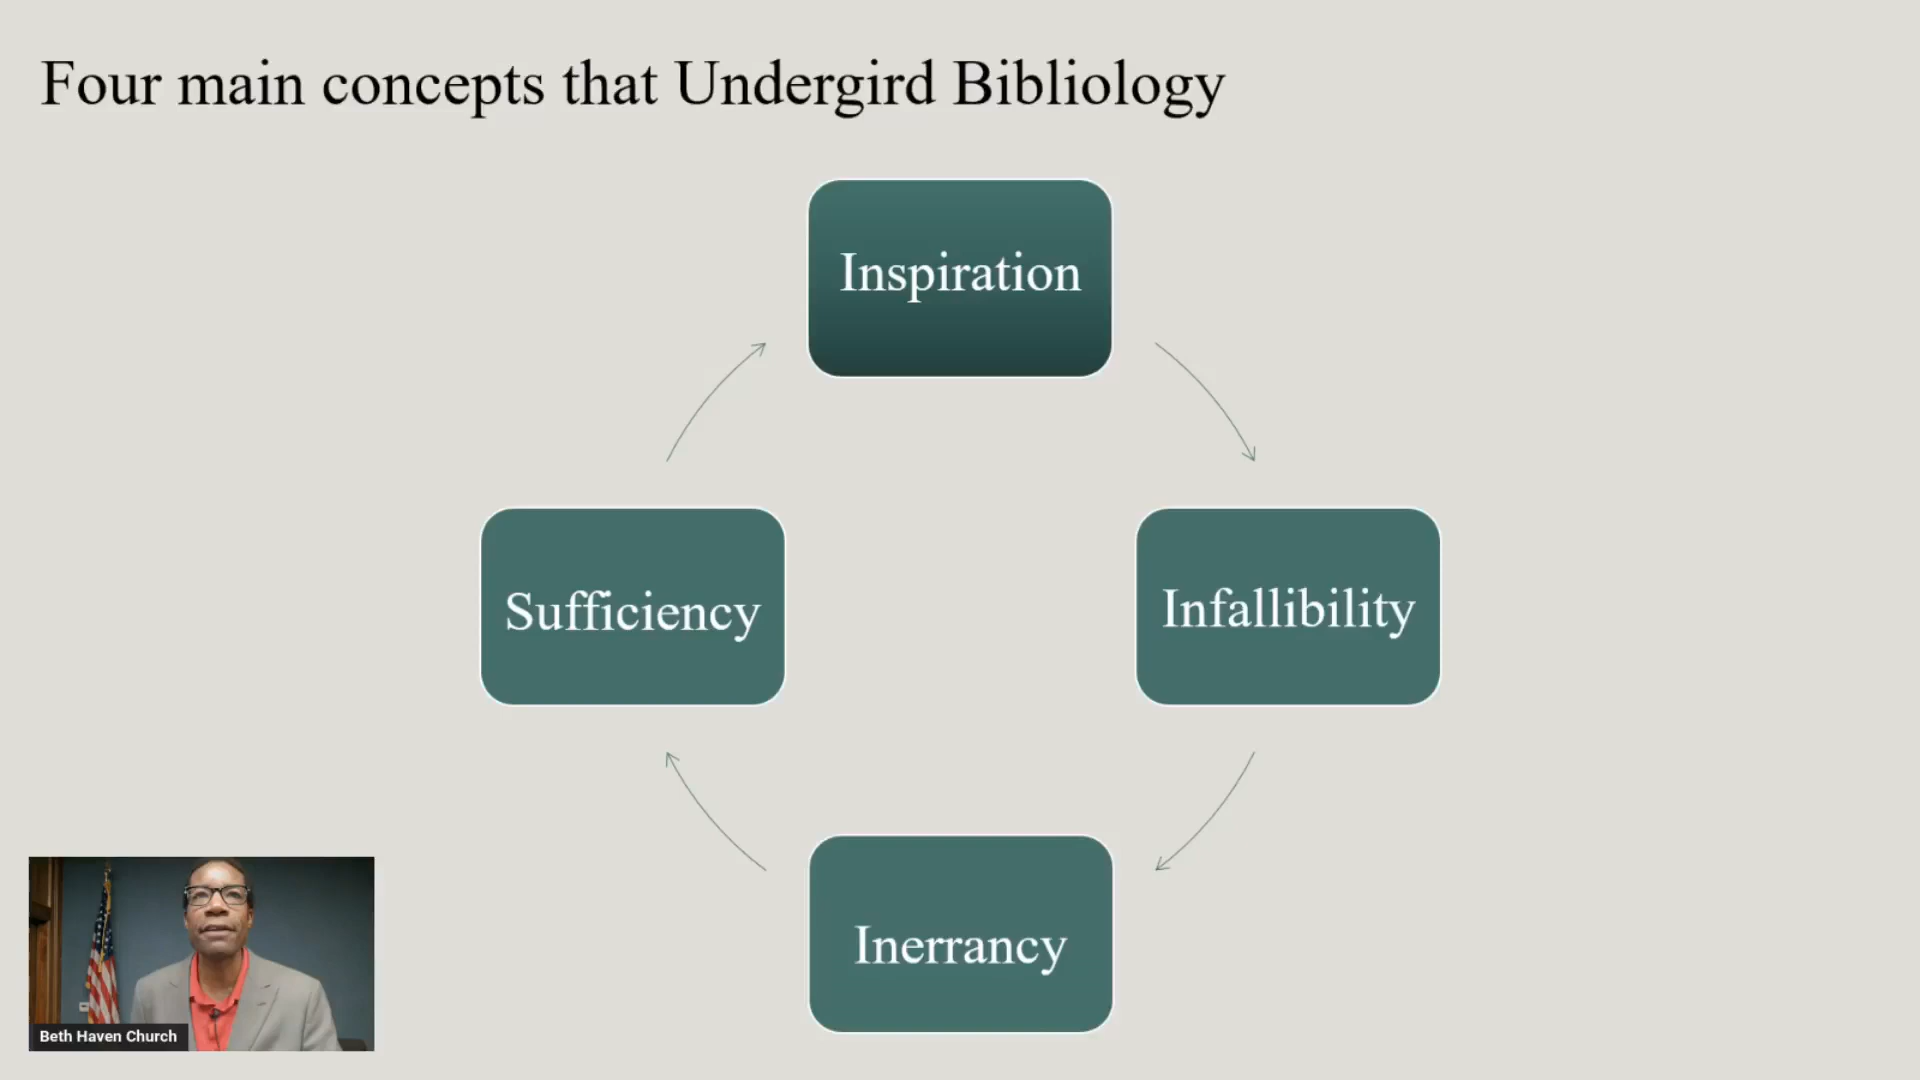 Four main concepts that Undergird Bibliology
Inspiration
Sufficiency
Infallibility
Inerrancy
Beth Haven Church